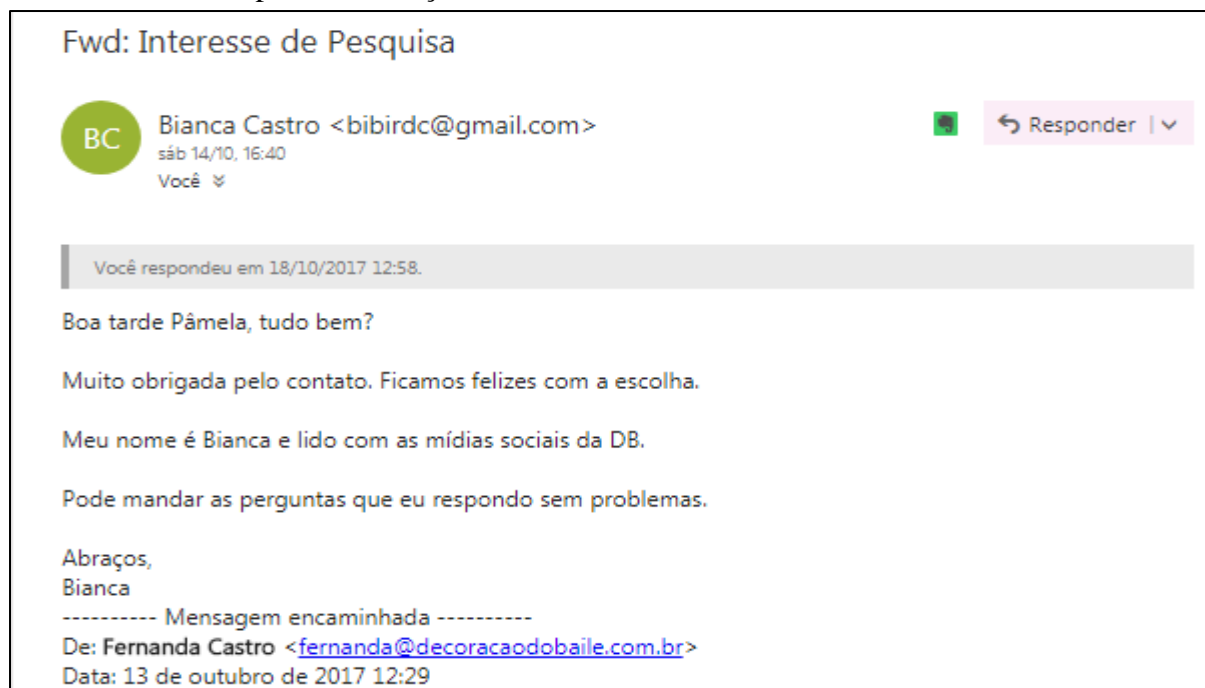 Fwd: Interesse de Pesquisa
BC
Bianca Castro <bibirdc@gmail.com>
Responder
sáb 14/10, 16:40
Você
Você respondeu em 18/10/2017 12:58.
Boa tarde Pâmela, tudo bem?
Muito obrigada pelo contato. Ficamos felizes com a escolha.
Meu nome é Bianca e lido com as mídias sociais da DB.
Pode mandar as perguntas que eu respondo sem problemas.
Abraços,
Bianca
---------- Mensagem encaminhada ----------
De: Fernanda Castro <fernanda@decoracaodobaile.com.br>
Data: 13 de outubro de 2017 12:29